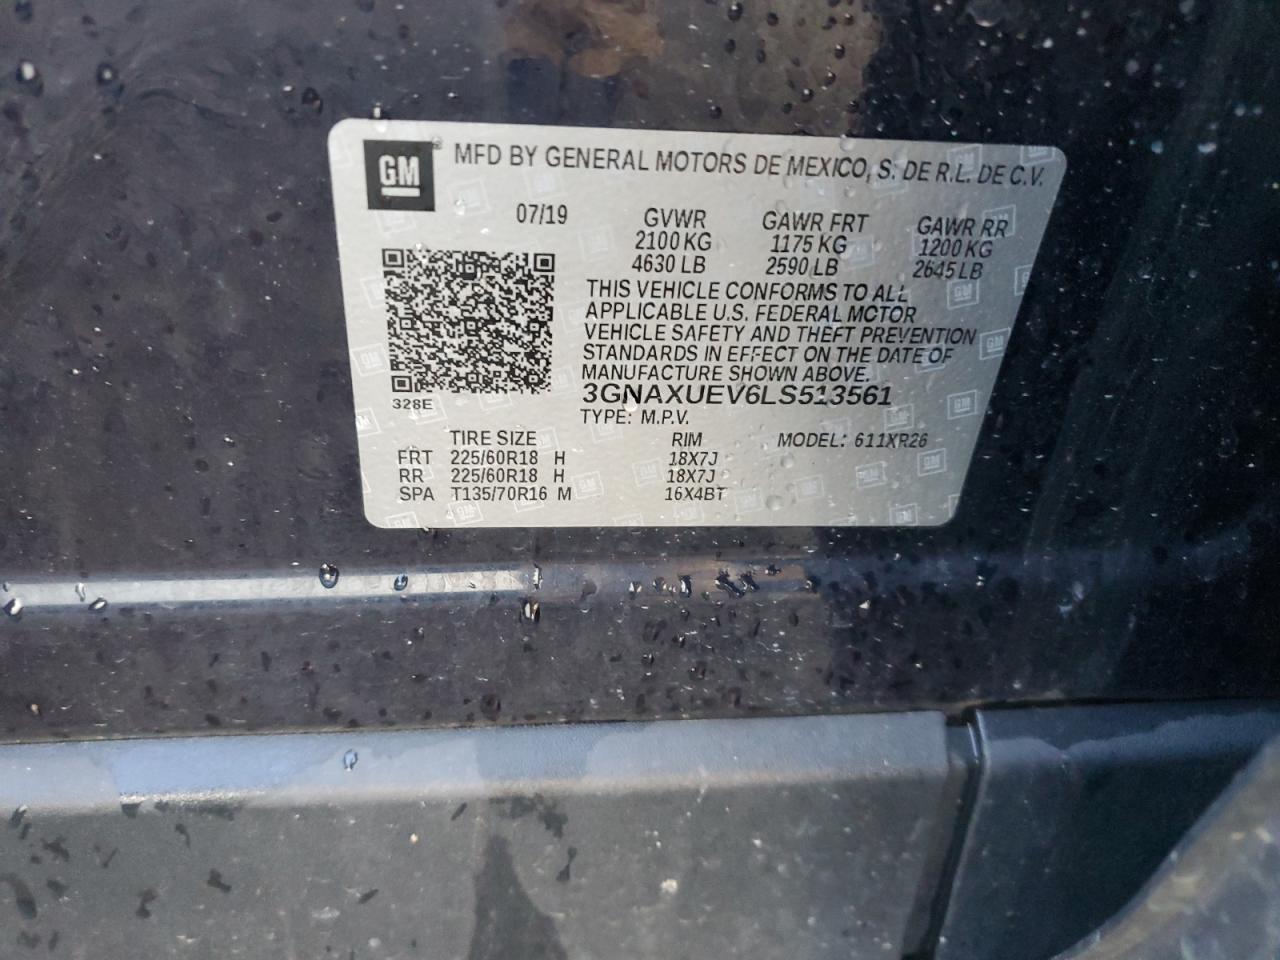 GM® MFD BY GENERAL MOTORS DE MEXICO, S. DE R.L. DE C.V.
07/19 GVWR GAWR FRT GAWR RR
2100 KG 1175 KG 1200 KG
4630 LB 2590 LB 2645 LB
THIS VEHICLE CONFORMS TO ALL
APPLICABLE U.S. FEDERAL MOTOR
VEHICLE SAFETY AND THEFT PREVENTION
STANDARDS IN EFFECT ON THE DATE OF
MANUFACTURE SHOWN ABOVE.
3GNAXUEV6LS513561
328E
TYPE: M.P.V.
TIRE SIZE RIM MODEL: 611XR26
FRT 225/60R18 H 18X7J
RR 225/60R18 H 18X7J
SPA T135/70R16 M 16X4BT